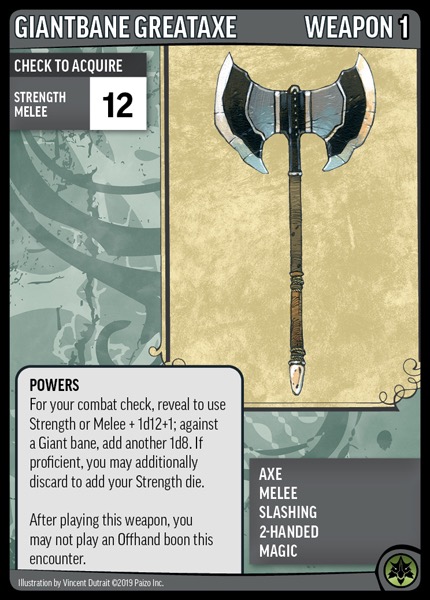 GIANTBANE GREATAXE WEAPON 1
CHECK TO ACQUIRE
STRENGTH
MELEE
12
POWERS
For your combat check, reveal to use
Strength or Melee + 1d12+1; against
a Giant bane, add another 1d8. If
proficient, you may additionally
discard to add your Strength die.
After playing this weapon, you
may not play an Offhand boon this
encounter.
AXE
MELEE
SLASHING
2-HANDED
MAGIC
Illustration by Vincent Dutrait ©2019 Paizo Inc.